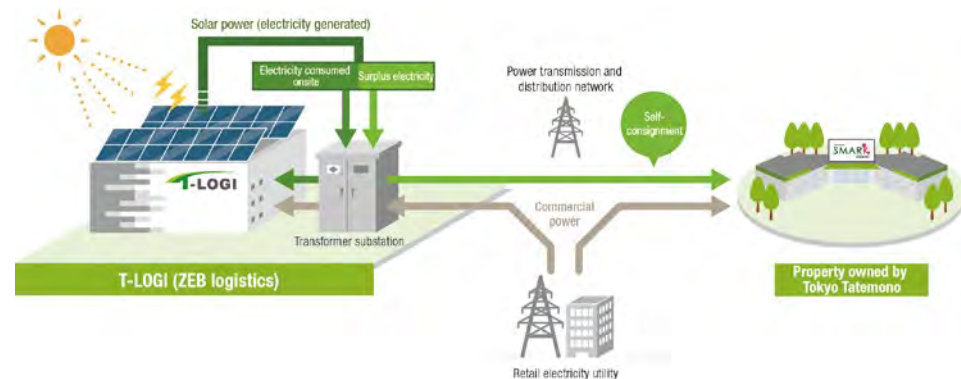 Solar power (electricity generated)
Electricity consumed
onsite
Surplus electricity
Power transmission and
distribution network
Self-
consignment
SMARK
T-LOGI
Commercial
power
Transformer substation
T-LOGI (ZEB logistics)
Property owned by
Tokyo Tatemono
Retail electricity utility